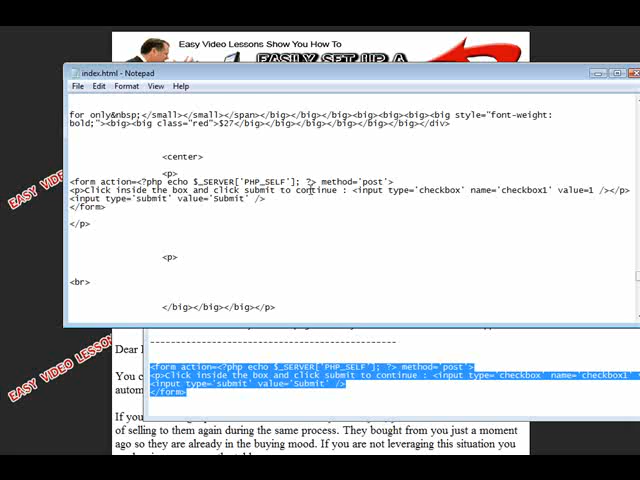 Easy Video Lessons Show You How To
EASILY SET UP A
index.html - Notepad
File Edit Format View Help
for only&nbsp;</small></small></span></big></big></big><big><big><big><big style="font-weight:
bold;"><big><big class="red">$27</big></big></big></big></big></big></div>
<center>
<p>
<form action=<?php echo $_SERVER['PHP_SELF']; ?> method='post'>
<p>Click inside the box and click submit to continue : <input type='checkbox' name='checkbox1' value=1 /></p>
<input type='submit' value='Submit' />
</form>
</p>
<p>
<br>
</big></big></big></big></p>
EASY VIDEO
EASY VIDEO LESSON
------------------------------------------------
Dear
<form action=<?php echo $_SERVER['PHP_SELF']; ?> method='post'>
<p>Click inside the box and click submit to continue : <input type='checkbox' name='checkbox1'
<input type='submit' value='Submit' />
</form>
You c
autom
If you
of selling to them again during the same process. They bought from you just a moment
ago so they are already in the buying mood. If you are not leveraging this situation you